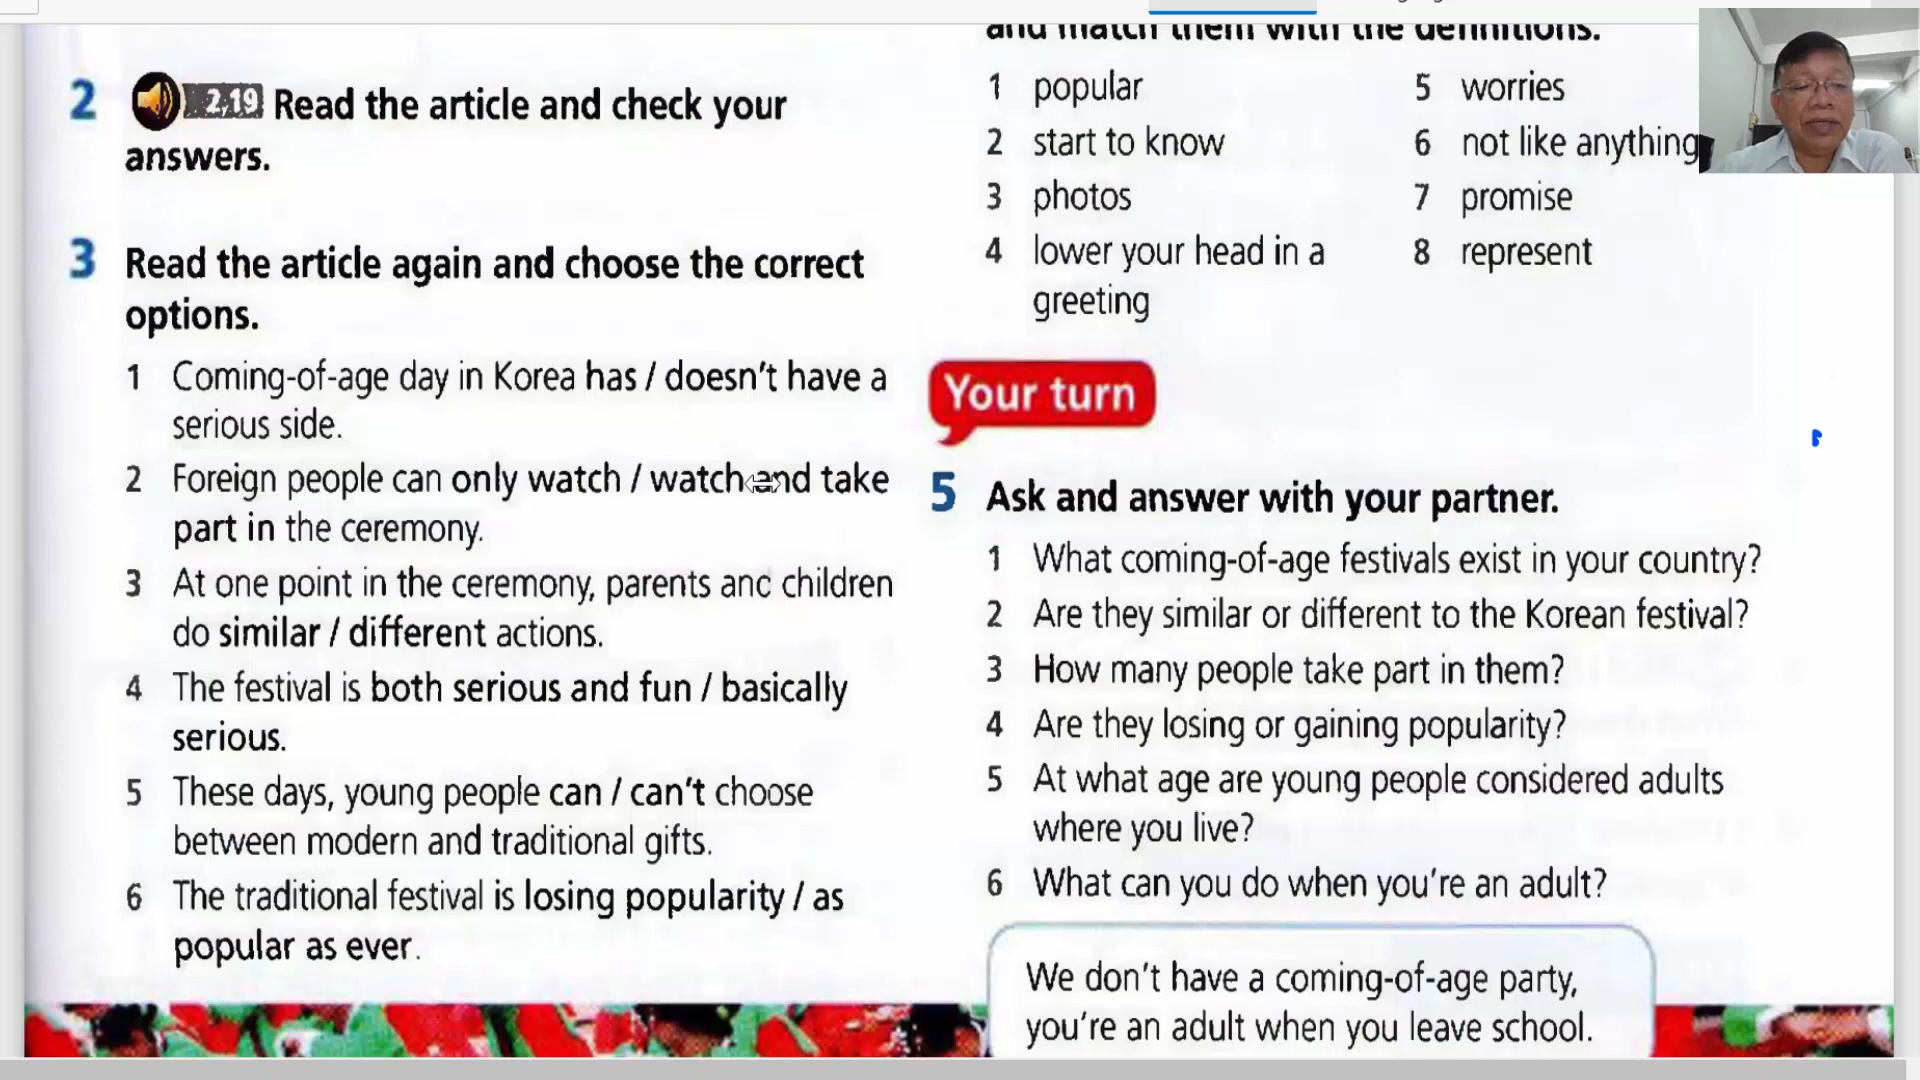 2 2.19 Read the article and check your
answers.
3 Read the article again and choose the correct
options.
1 Coming-of-age day in Korea has / doesn't have a
serious side.
2 Foreign people can only watch / watch and take
part in the ceremony.
3 At one point in the ceremony, parents and children
do similar / different actions.
4 The festival is both serious and fun / basically
serious.
5 These days, young people can / can't choose
between modern and traditional gifts.
6 The traditional festival is losing popularity / as
popular as ever.
and match them with the definitions.
1 popular
2 start to know
3 photos
4 lower your head in a
greeting
5 worries
6 not like anything
7 promise
8 represent
Your turn
5 Ask and answer with your partner.
1 What coming-of-age festivals exist in your country?
2 Are they similar or different to the Korean festival?
3 How many people take part in them?
4 Are they losing or gaining popularity?
5 At what age are young people considered adults
where you live?
6 What can you do when you're an adult?
We don't have a coming-of-age party,
you're an adult when you leave school.